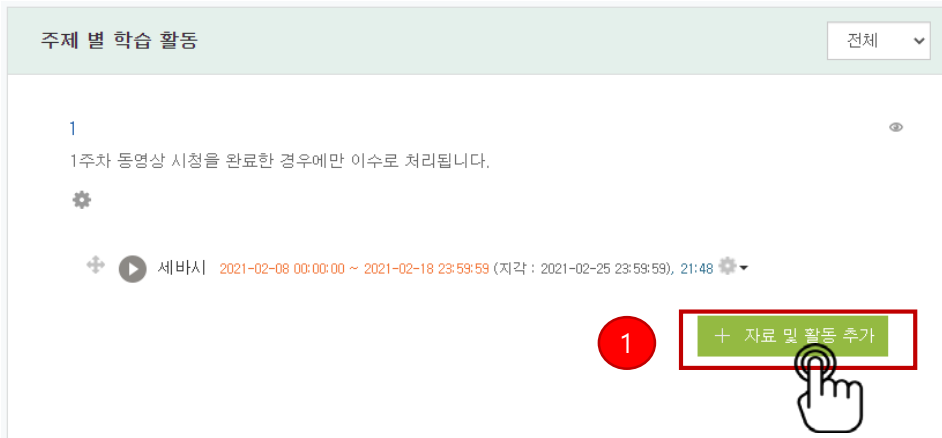 주제 별 학습 활동
전체
1
1주차 동영상 시청을 완료한 경우에만 이수로 처리됩니다.
세바시 2021-02-08 00:00:00 ~ 2021-02-18 23:59:59 (지각 : 2021-02-25 23:59:59), 21:48
1
+ 자료 및 활동 추가